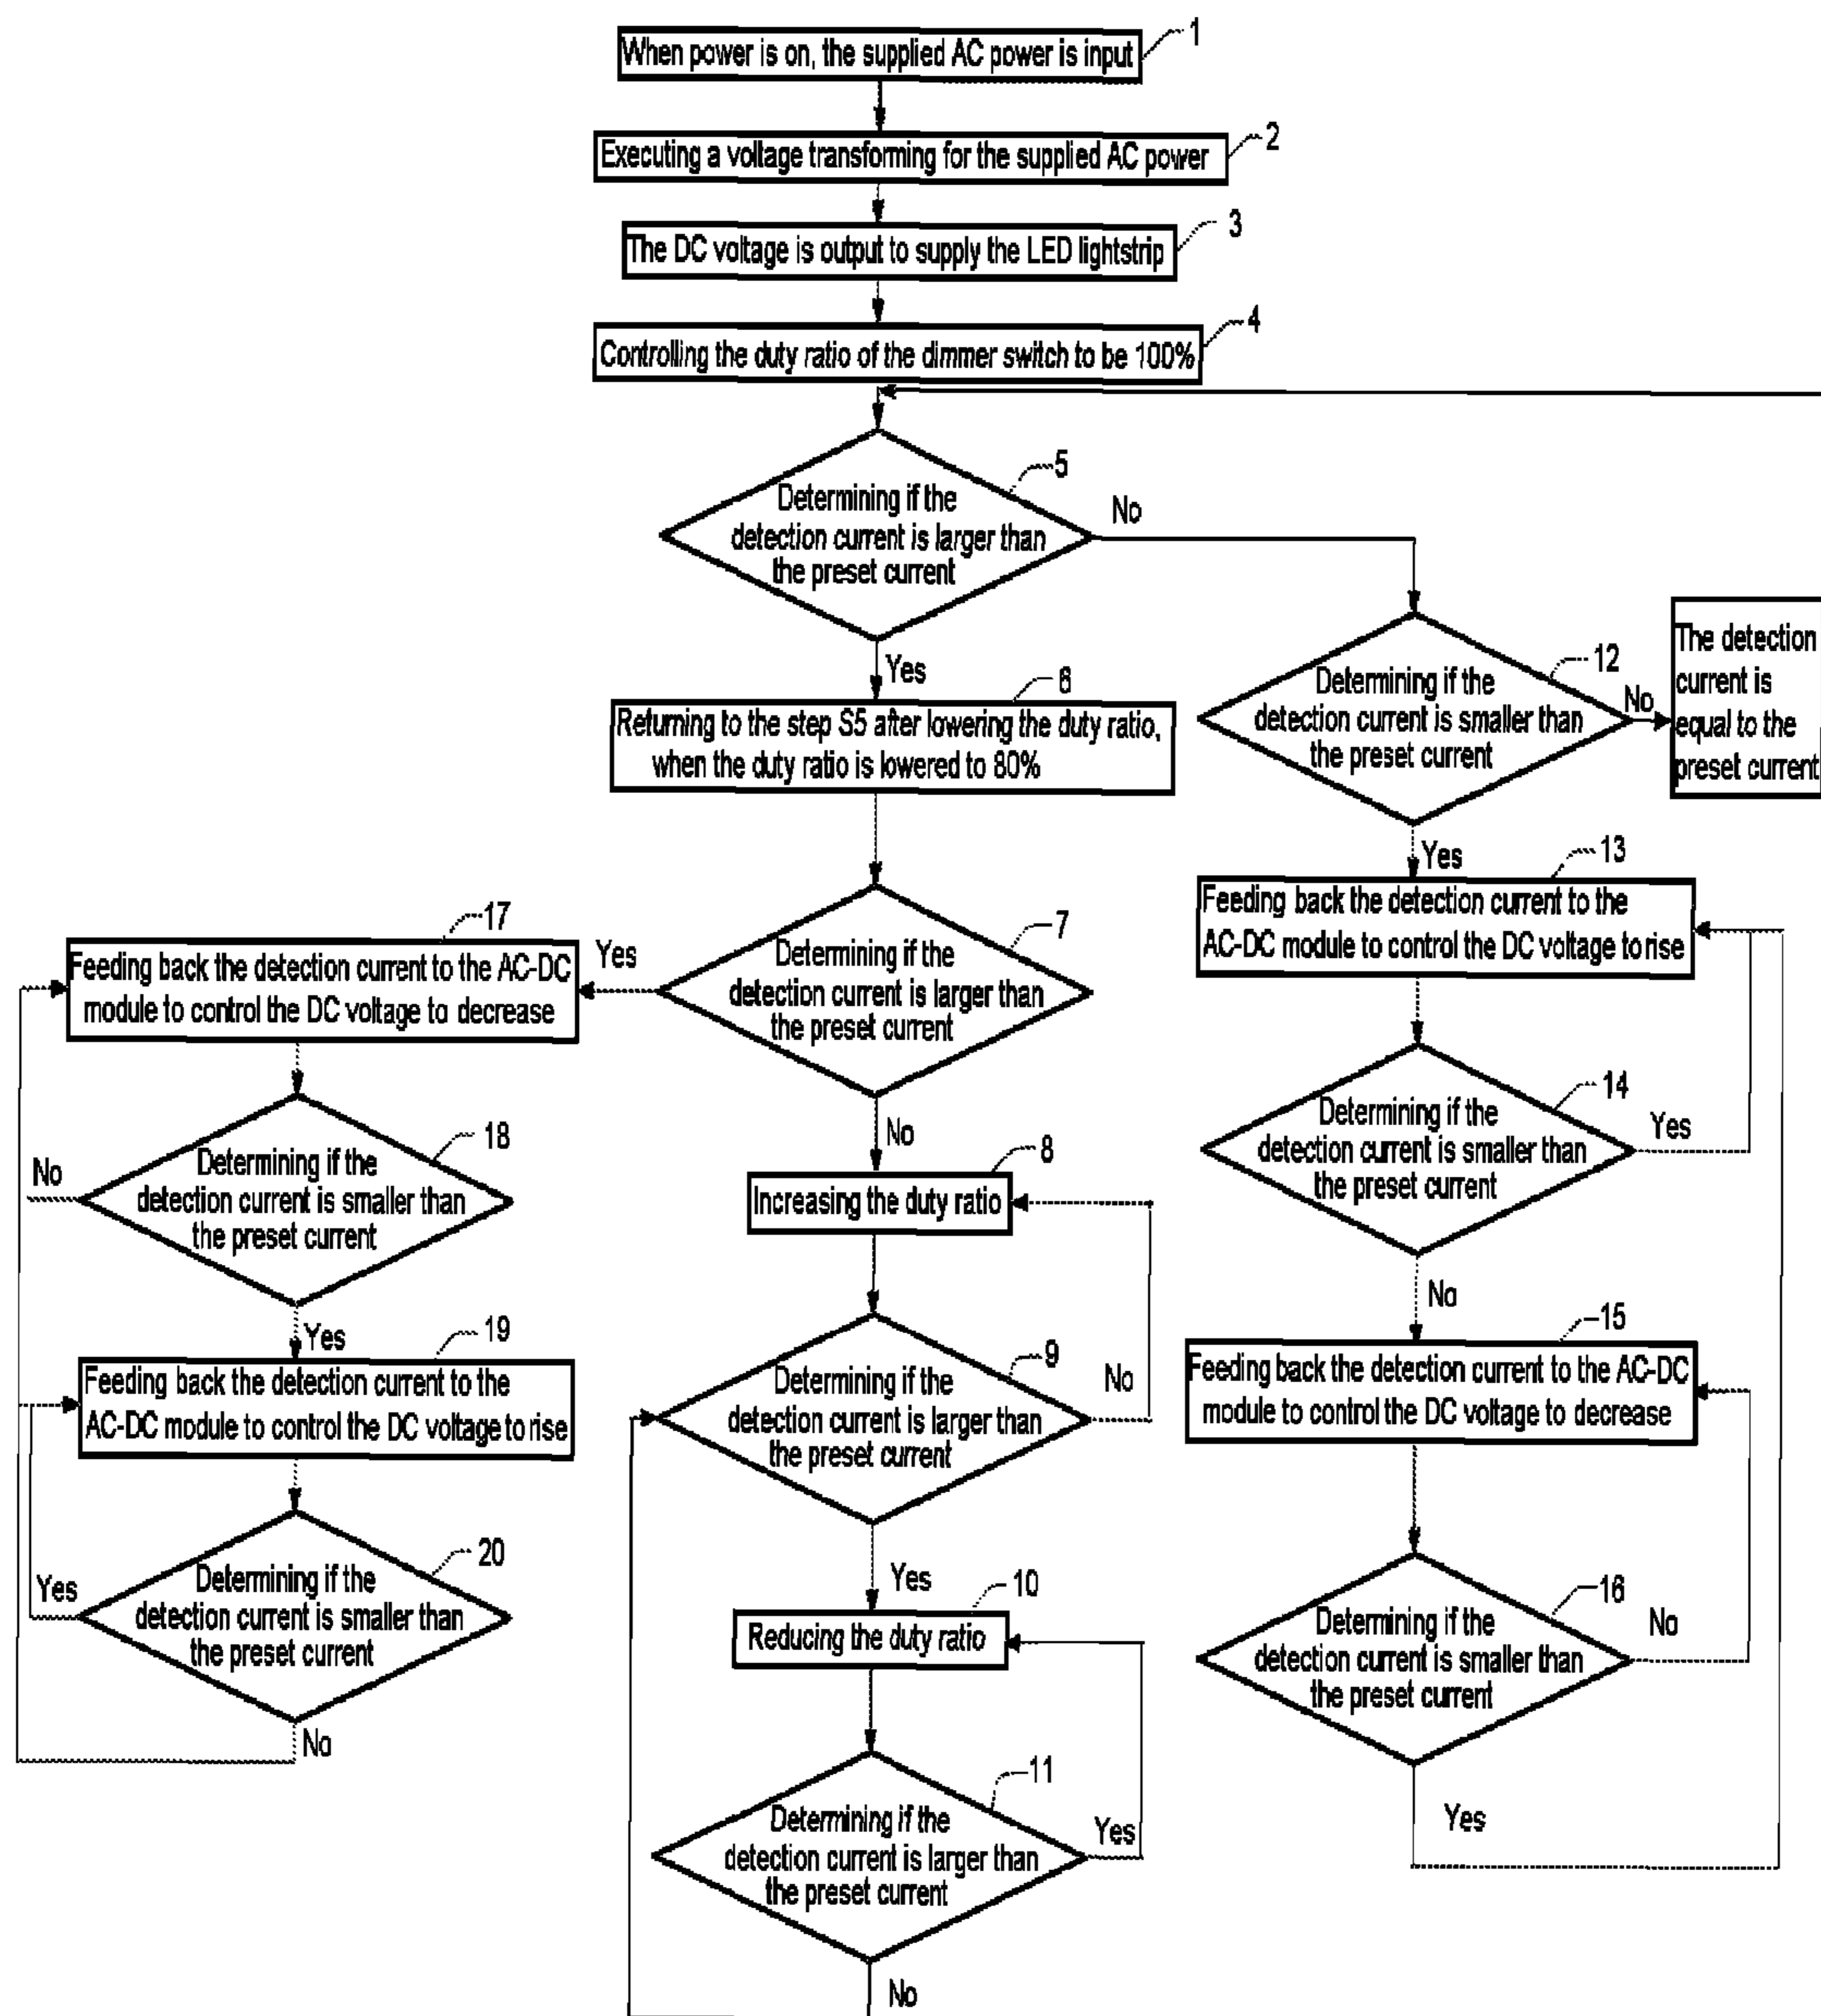 When power is on, the supplied AC power is input
1
Executing a voltage transforming for the supplied AC power
2
The DC voltage is output to supply the LED lightstrip
3
Controlling the duty ratio of the dimmer switch to be 100%
4
Determining if the
detection current is larger than
the preset current
5
No
Yes
Returning to the step S5 after lowering the duty ratio,
when the duty ratio is lowered to 80%
6
Determining if the
detection current is larger than
the preset current
7
Yes
No
Increasing the duty ratio
8
Determining if the
detection current is larger than
the preset current
9
No
Yes
Reducing the duty ratio
10
Determining if the
detection current is larger than
the preset current
11
Yes
No
Determining if the
detection current is smaller than
the preset current
12
No
The detection
current is
equal to the
preset current
Yes
Feeding back the detection current to the
AC-DC module to control the DC voltage to rise
13
Determining if the
detection current is smaller than
the preset current
14
Yes
No
Feeding back the detection current to the AC-DC
module to control the DC voltage to decrease
15
Determining if the
detection current is smaller than
the preset current
16
No
Yes
Feeding back the detection current to the AC-DC
module to control the DC voltage to decrease
17
Determining if the
detection current is smaller than
the preset current
18
No
Yes
Feeding back the detection current to the
AC-DC module to control the DC voltage to rise
19
Determining if the
detection current is smaller than
the preset current
20
Yes
No